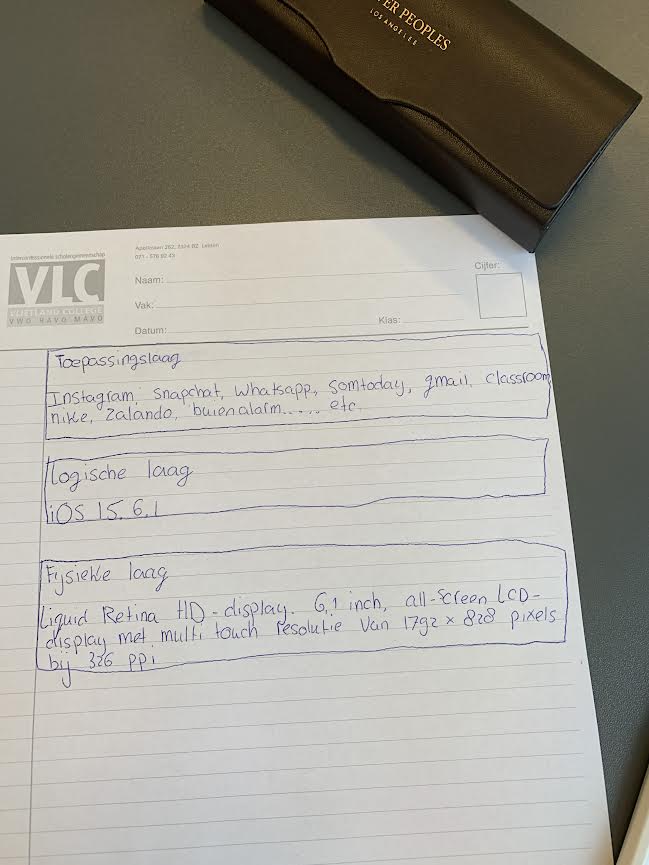 ER PEOPLES
LOS ANGELES
Interconfessionele scholengemeenschap
VLC
VLIETLAND COLLEGE
VWO HAVO MAVO
Apollolaan 262, 2324 BZ Leiden
071 - 576 92 43
Naam:
Vak:
Datum:
Klas:
Cijfer:
Toepassingslaag
Instagram, snapchat, whatsapp, somtoday, gmail, classroom
nike, Zalando, buienalarm..... etc.
Logische laag
iOS 15.6.1
Fysieke laag
Liquid Retina HD-display. 6,1 inch, all-screen LCD-
display met multi touch resolutie van 1792 x 828 pixels
bij 326 ppi